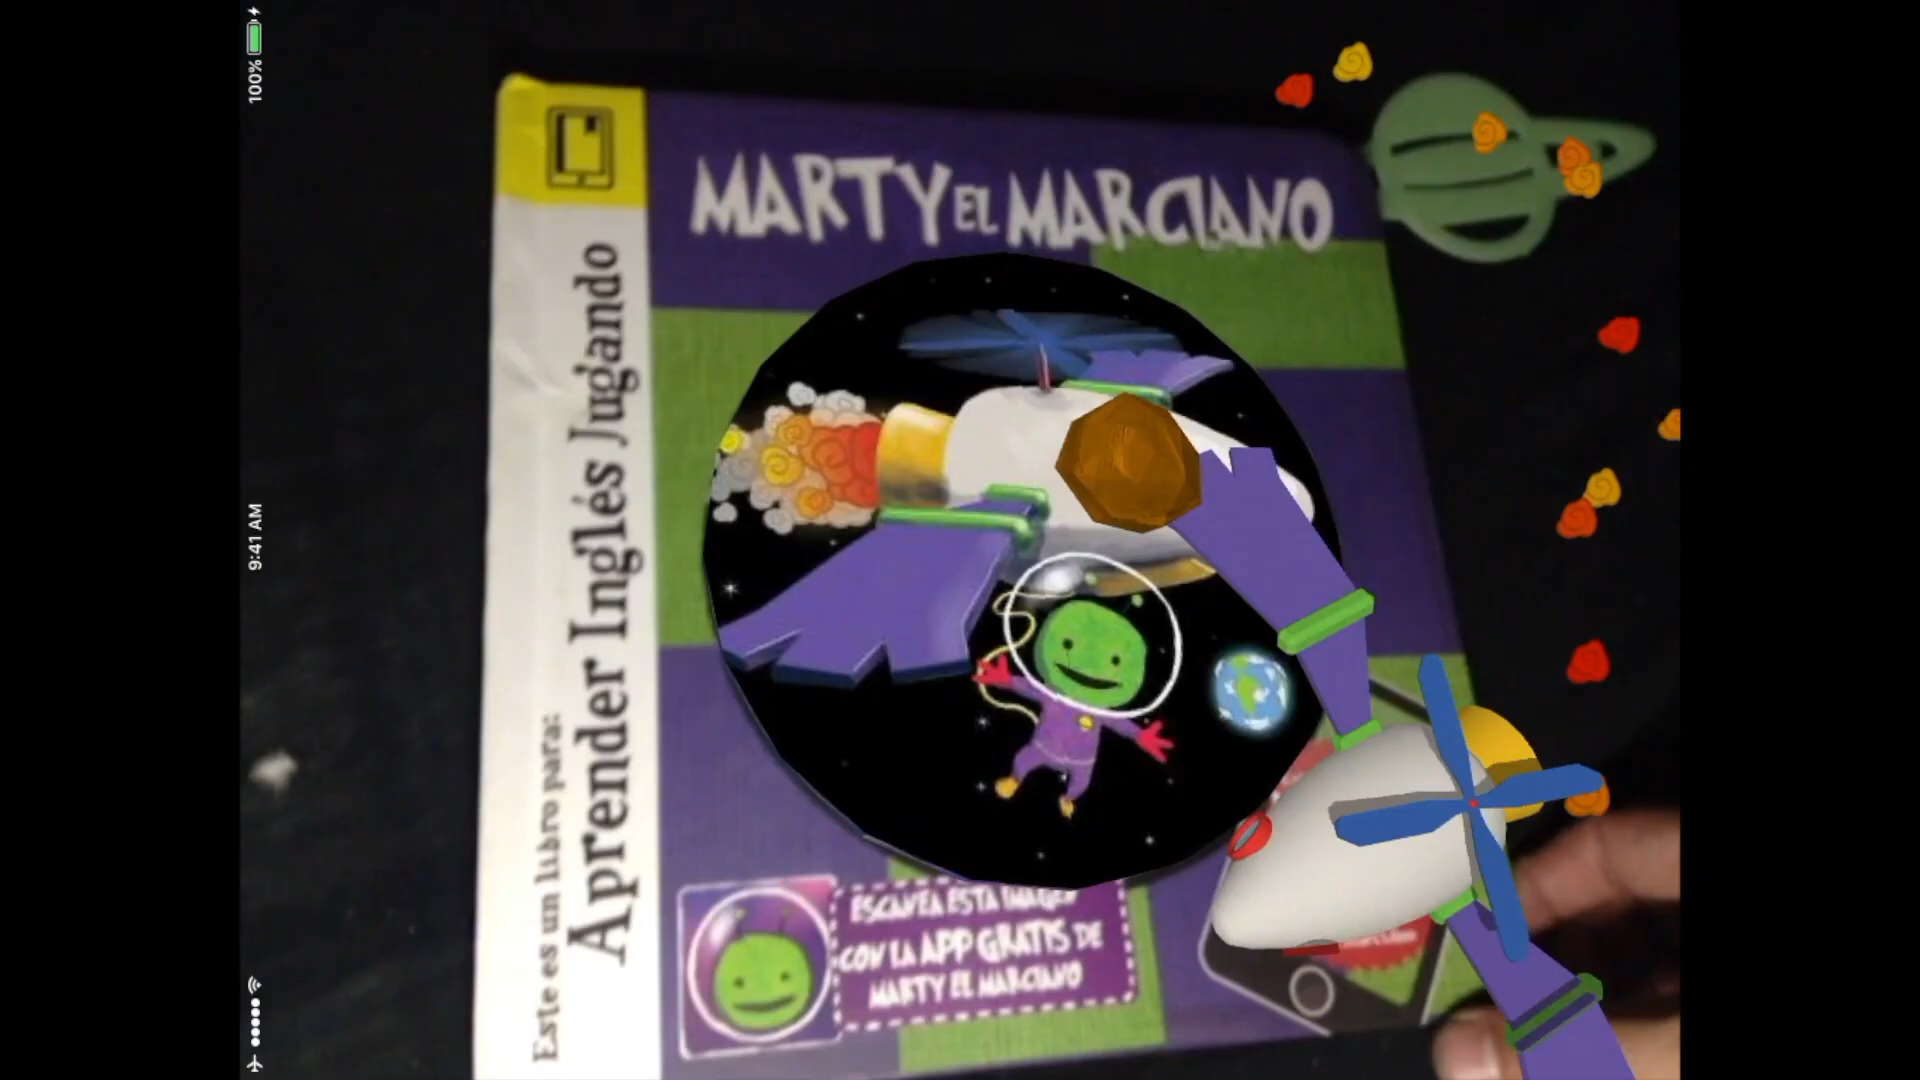 MARTY EL MARCIANO
Este es un libro para:
Aprender Inglés Jugando
ESCANEA ESTA IMAGEN
CON LA APP GRATIS DE
MARTY EL MARCIANO
100%
9:41 AM